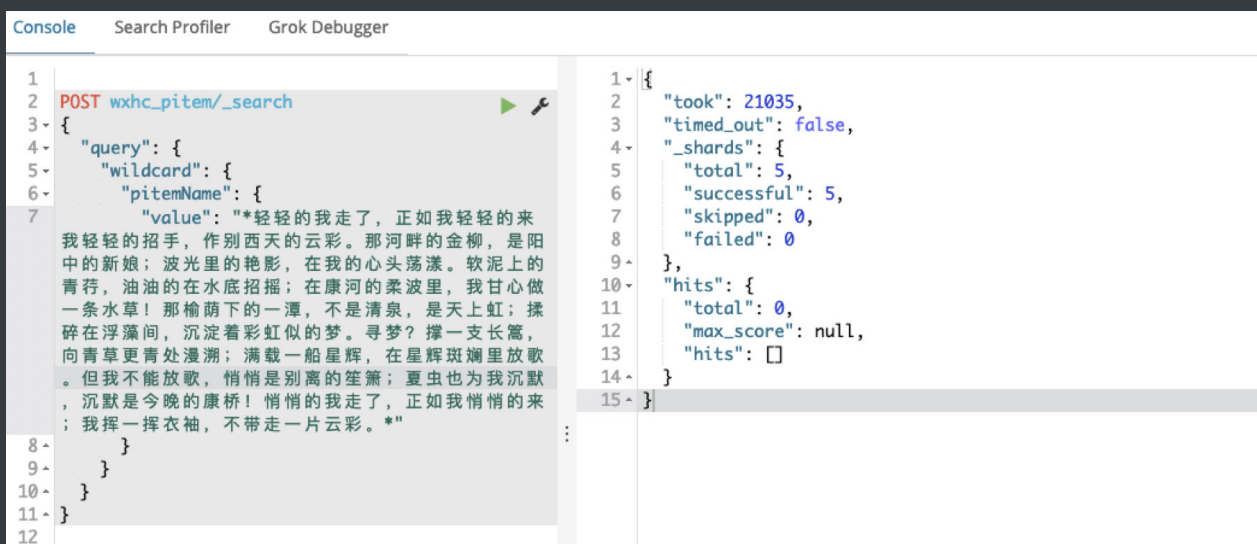 Console Search Profiler Grok Debugger
1
2 POST wxhc_pitem/_search
3 {
4 "query": {
5 "wildcard": {
6 "pitemName": {
7 "value": "*轻轻的我走了，正如我轻轻的来
我轻轻的招手，作别西天的云彩。那河畔的金柳，是阳
中的新娘；波光里的艳影，在我的心头荡漾。软泥上的
青荇，油油的在水底招摇；在康河的柔波里，我甘心做
一条水草！那榆荫下的一潭，不是清泉，是天上虹；揉
碎在浮藻间，沉淀着彩虹似的梦。寻梦？撑一支长篙，
向青草更青处漫溯；满载一船星辉，在星辉斑斓里放歌
。但我不能放歌，悄悄是别离的笙箫；夏虫也为我沉默
，沉默是今晚的康桥！悄悄的我走了，正如我悄悄的来
；我挥一挥衣袖，不带走一片云彩。*"
8 }
9 }
10 }
11 }
12
1 {
2 "took": 21035,
3 "timed_out": false,
4 "_shards": {
5 "total": 5,
6 "successful": 5,
7 "skipped": 0,
8 "failed": 0
9 },
10 "hits": {
11 "total": 0,
12 "max_score": null,
13 "hits": []
14 }
15 }